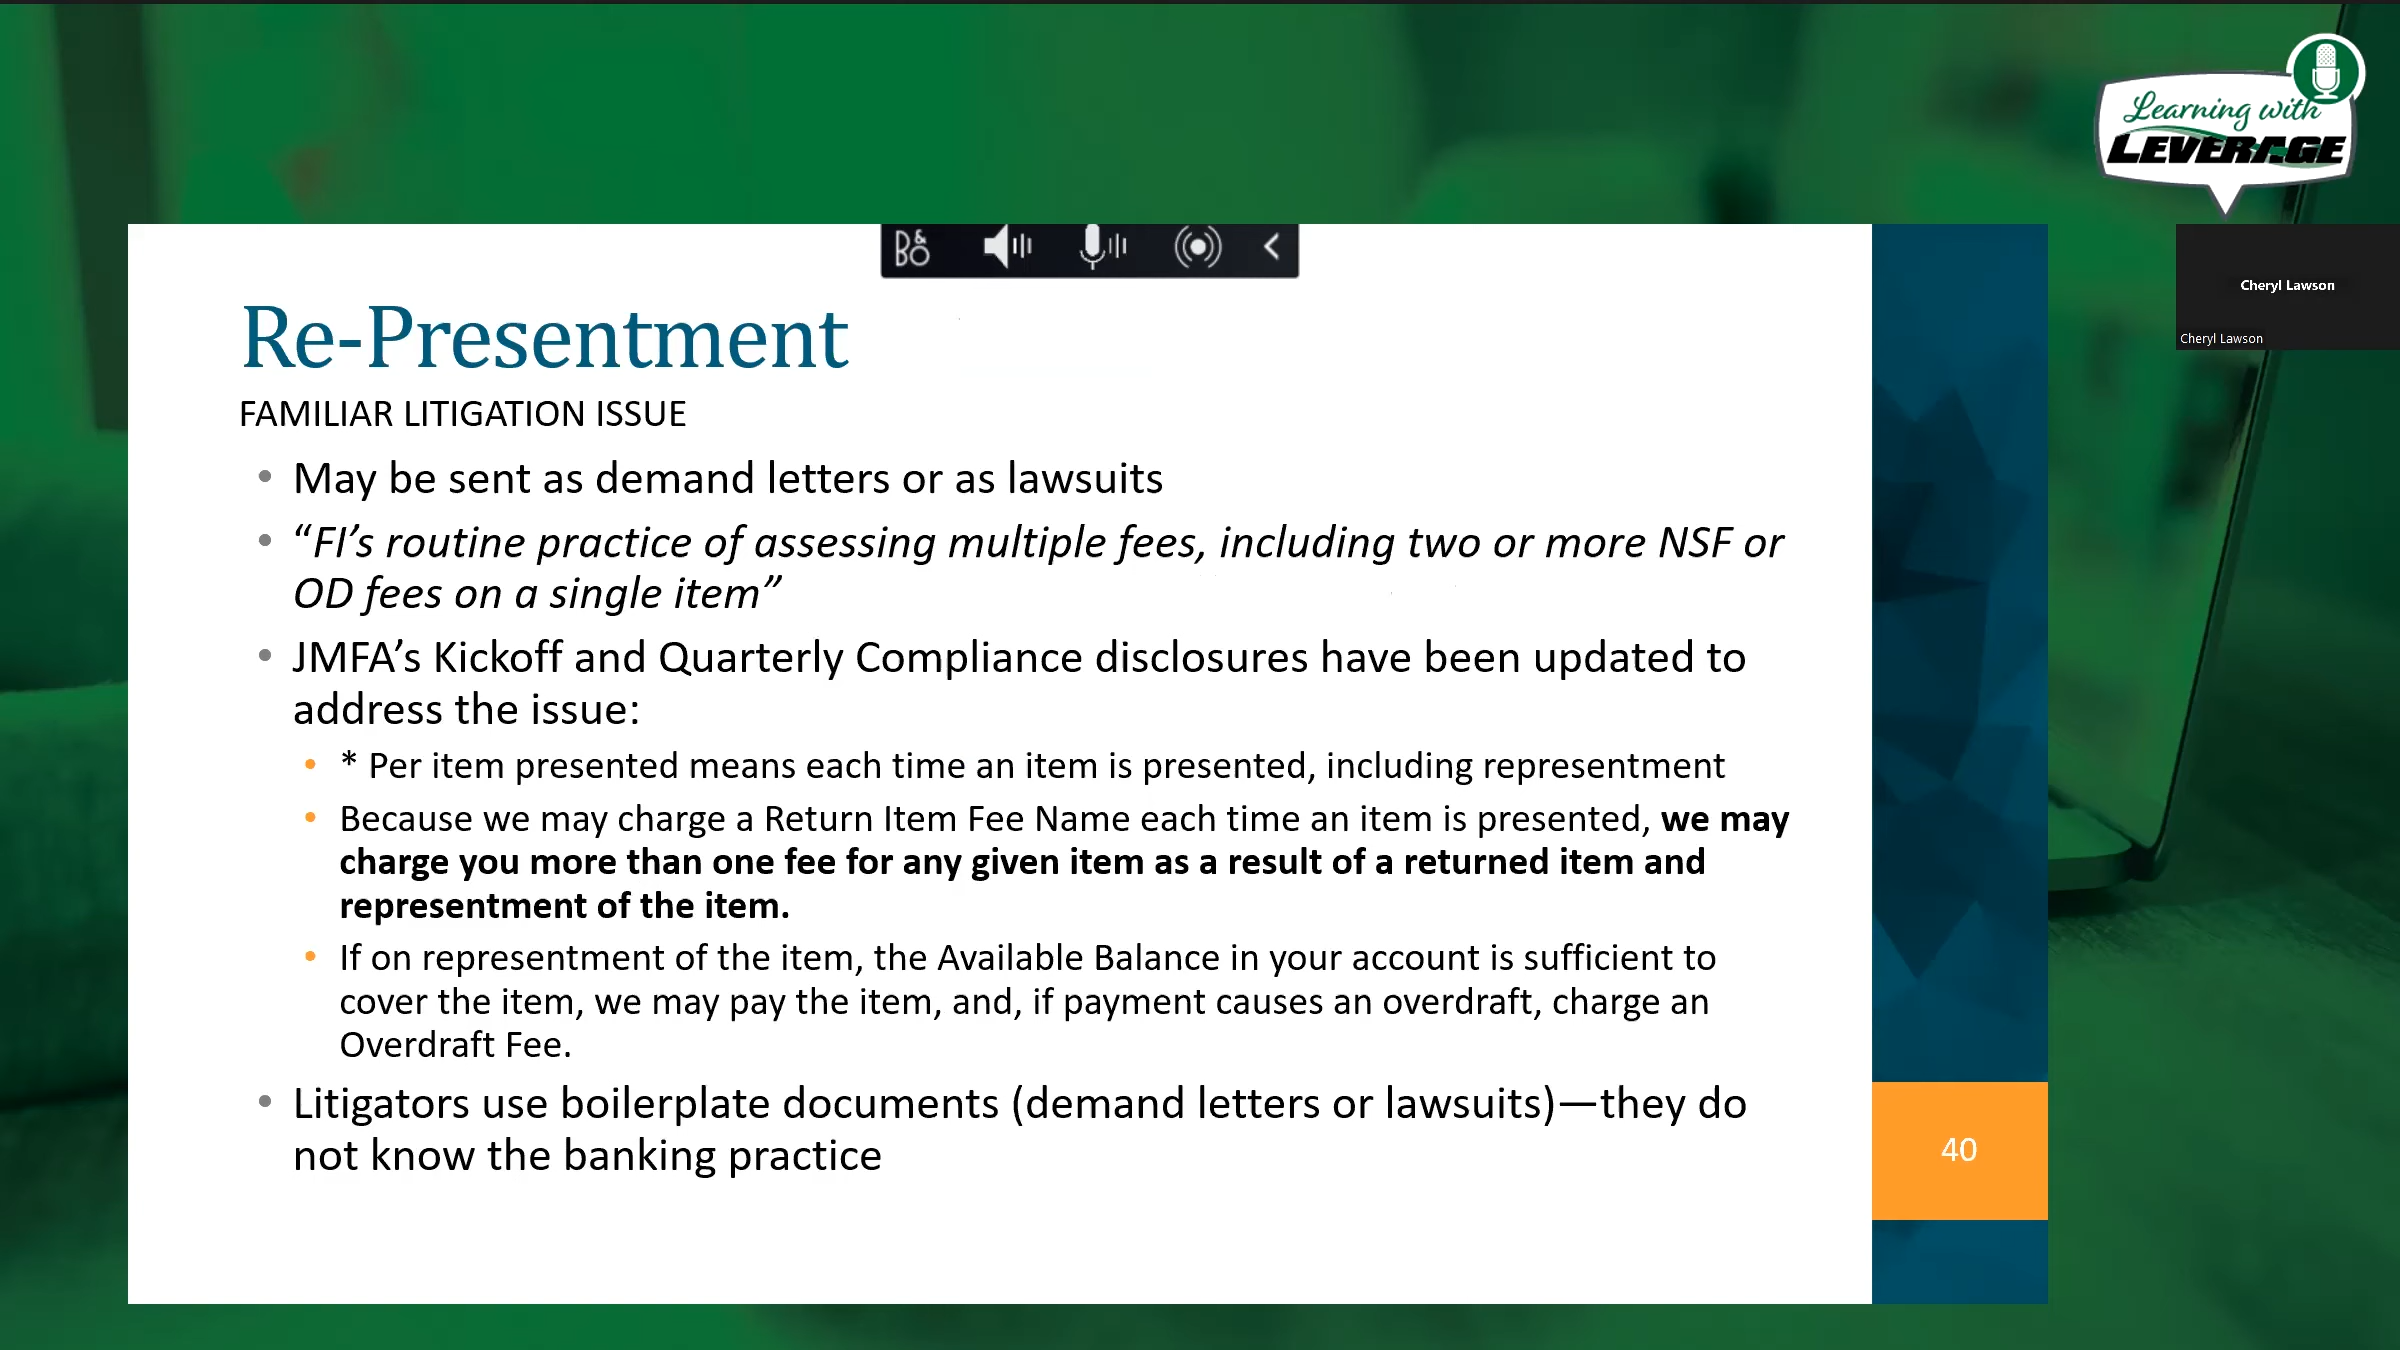 Learning with
LEVERAGE
B&O
Cheryl Lawson
Cheryl Lawson
Re-Presentment
FAMILIAR LITIGATION ISSUE
• May be sent as demand letters or as lawsuits
• “FI’s routine practice of assessing multiple fees, including two or more NSF or
OD fees on a single item”
• JMFA’s Kickoff and Quarterly Compliance disclosures have been updated to
address the issue:
• * Per item presented means each time an item is presented, including representment
• Because we may charge a Return Item Fee Name each time an item is presented, we may
charge you more than one fee for any given item as a result of a returned item and
representment of the item.
• If on representment of the item, the Available Balance in your account is sufficient to
cover the item, we may pay the item, and, if payment causes an overdraft, charge an
Overdraft Fee.
• Litigators use boilerplate documents (demand letters or lawsuits)—they do
not know the banking practice
40